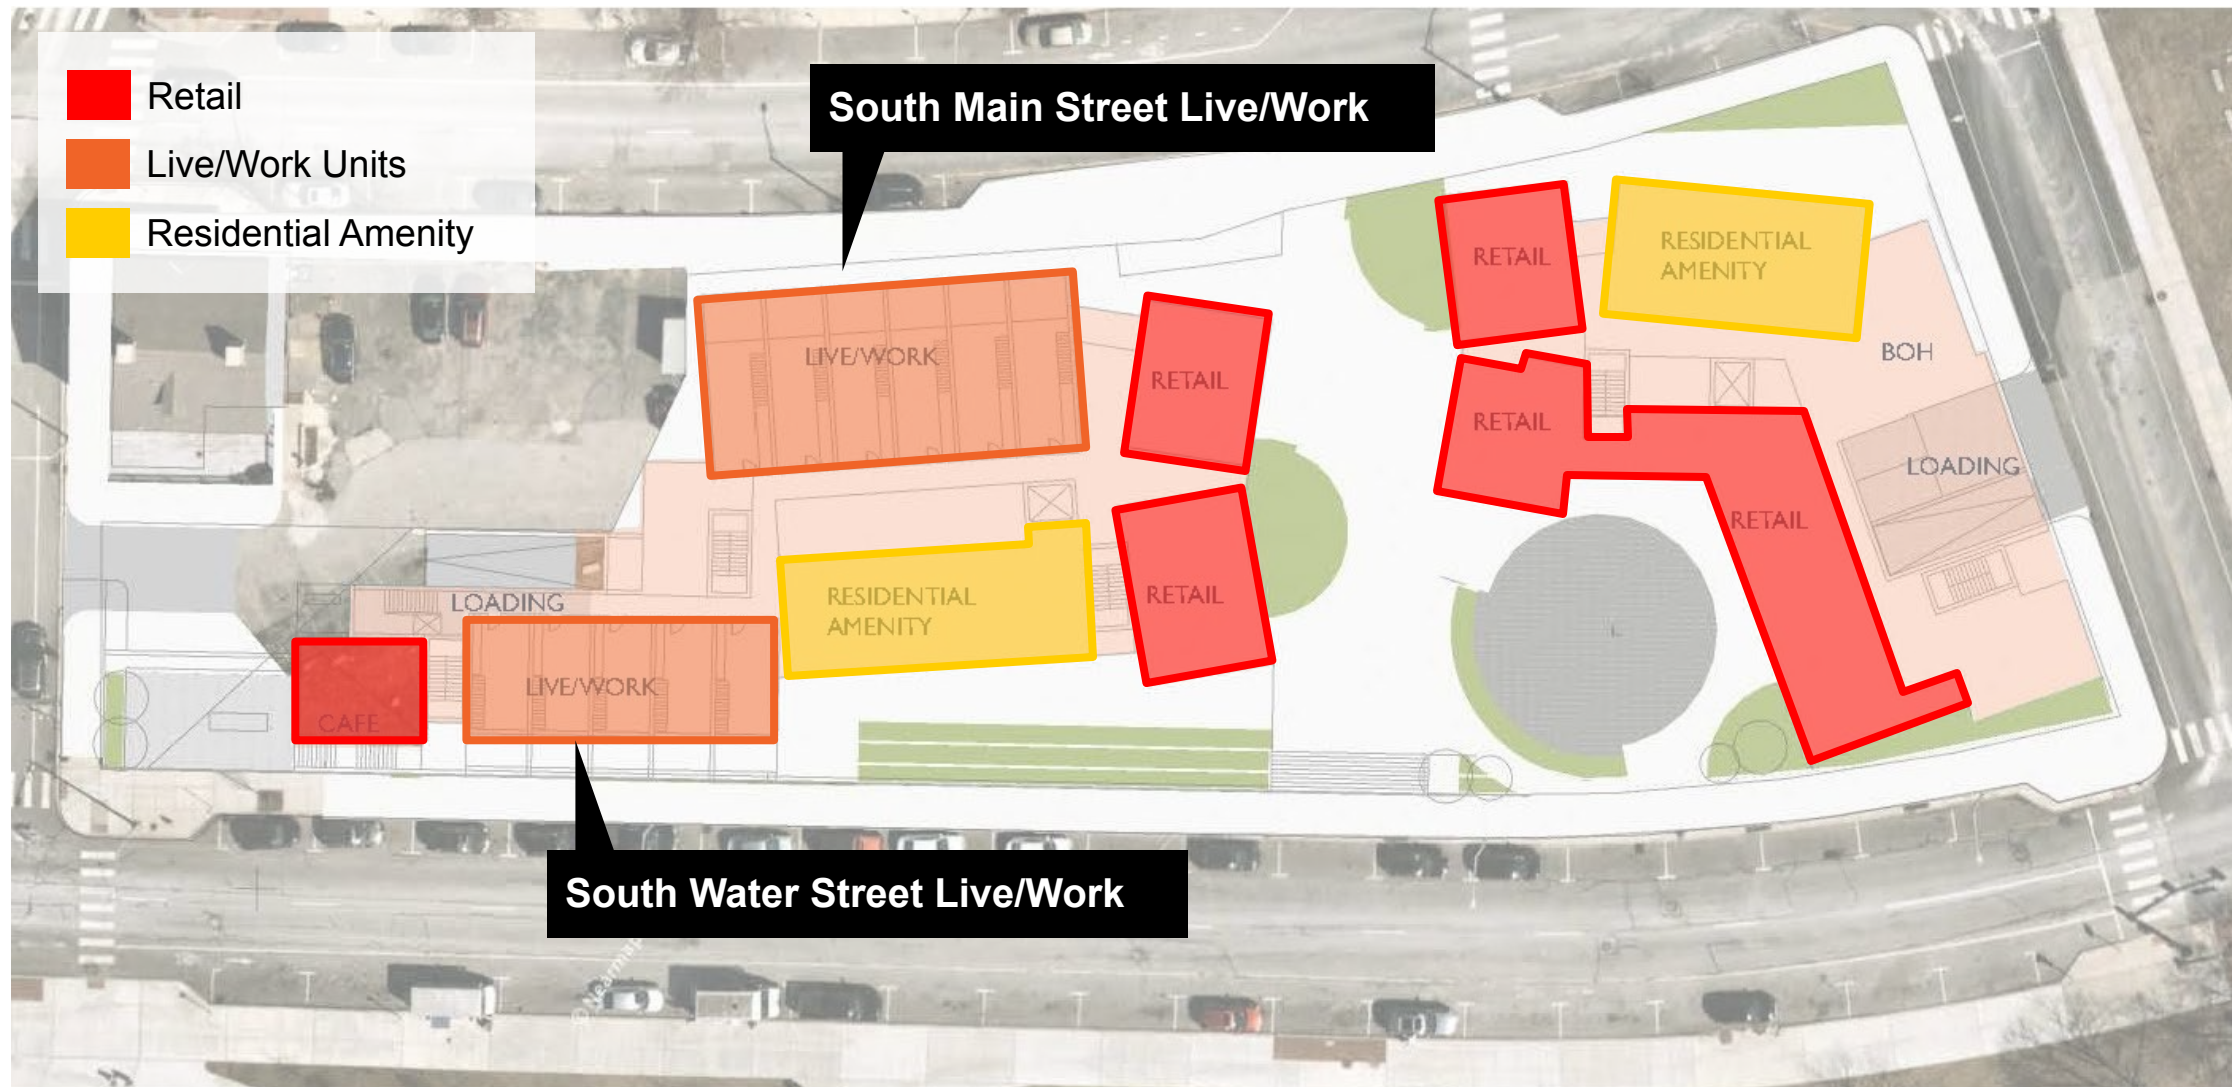 Retail
Live/Work Units
Residential Amenity
South Main Street Live/Work
RETAIL
RESIDENTIAL
AMENITY
LIVE/WORK
RETAIL
BOH
RETAIL
LOADING
RETAIL
RESIDENTIAL
AMENITY
RETAIL
LOADING
LIVE/WORK
CAFE
South Water Street Live/Work
© Nearmap